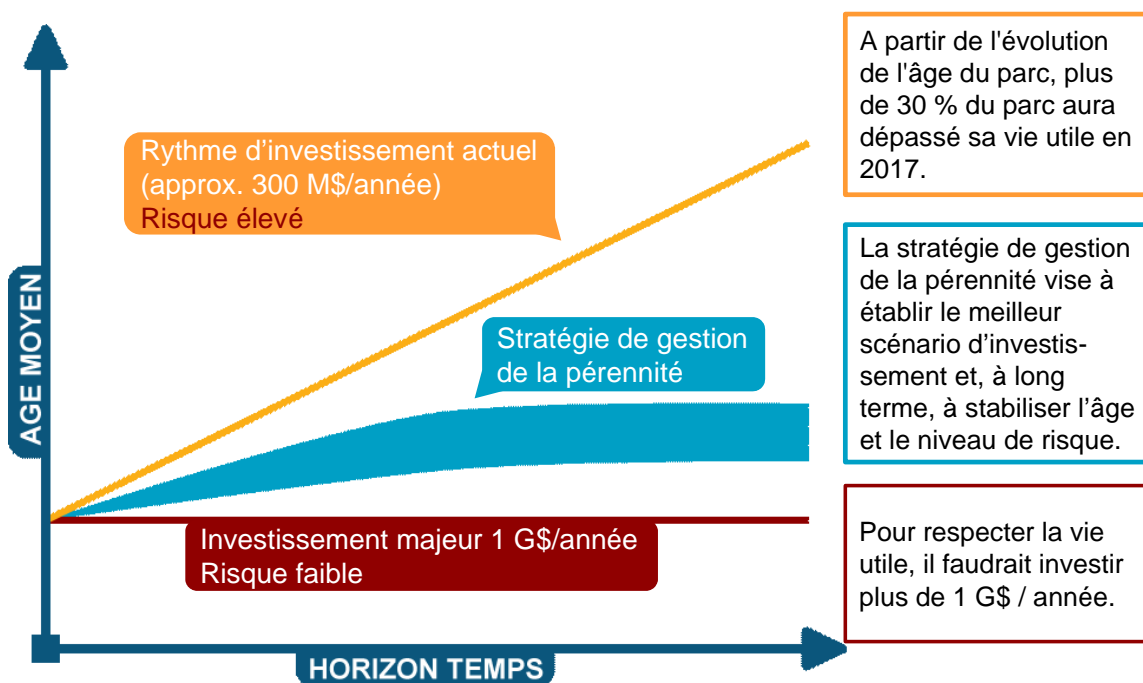 A partir de l'évolution
de l'âge du parc, plus
de 30 % du parc aura
dépassé sa vie utile en
2017.
Rythme d’investissement actuel
(approx. 300 M$/année)
Risque élevé
La stratégie de gestion
de la pérennité vise à
établir le meilleur
scénario d’investis-
sement et, à long
terme, à stabiliser l’âge
et le niveau de risque.
AGE MOYEN
Stratégie de gestion
de la pérennité
Investissement majeur 1 G$/année
Risque faible
Pour respecter la vie
utile, il faudrait investir
plus de 1 G$ / année.
HORIZON TEMPS